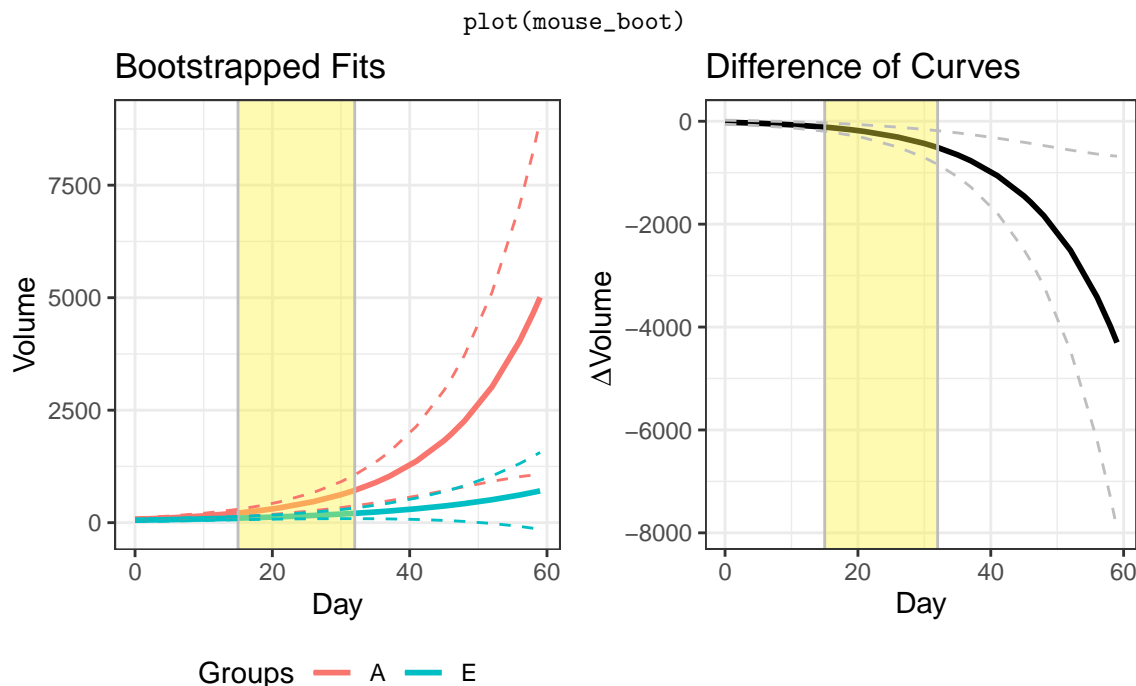 plot(mouse_boot)
Bootstrapped Fits
Volume
7500
5000
2500
0
0 20 40 60
Day
Groups A E
Difference of Curves
ΔVolume
0
−2000
−4000
−6000
−8000
0 20 40 60
Day